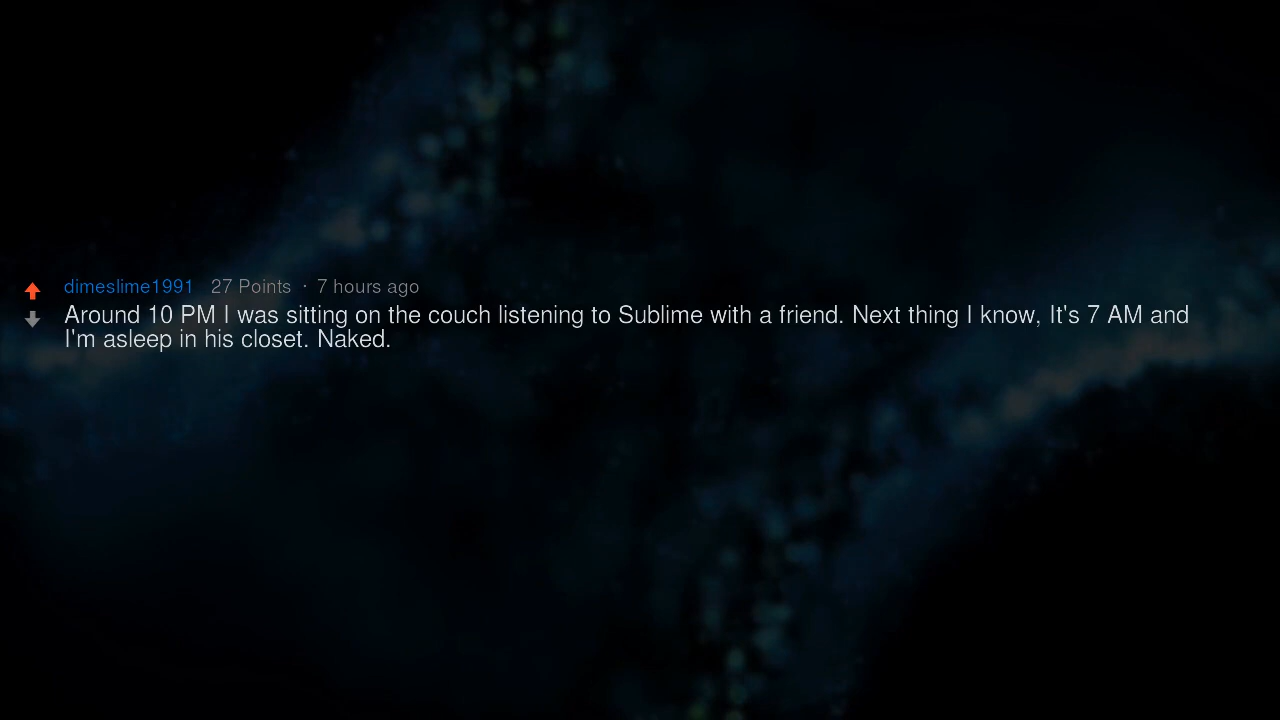 dimeslime1991 27 Points · 7 hours ago
Around 10 PM I was sitting on the couch listening to Sublime with a friend. Next thing I know, It's 7 AM and
I'm asleep in his closet. Naked.